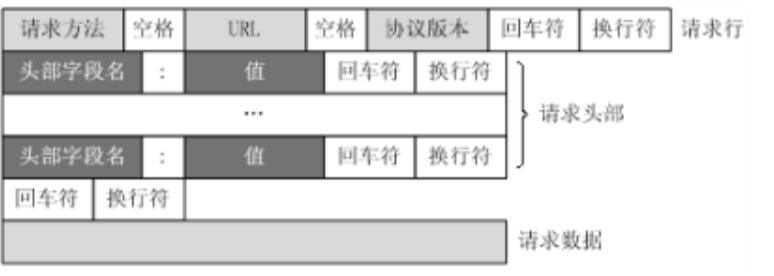 请求方法 空格 URL 空格 协议版本 回车符 换行符 请求行
头部字段名 : 值 回车符 换行符
... 请求头部
头部字段名 : 值 回车符 换行符
回车符 换行符
请求数据